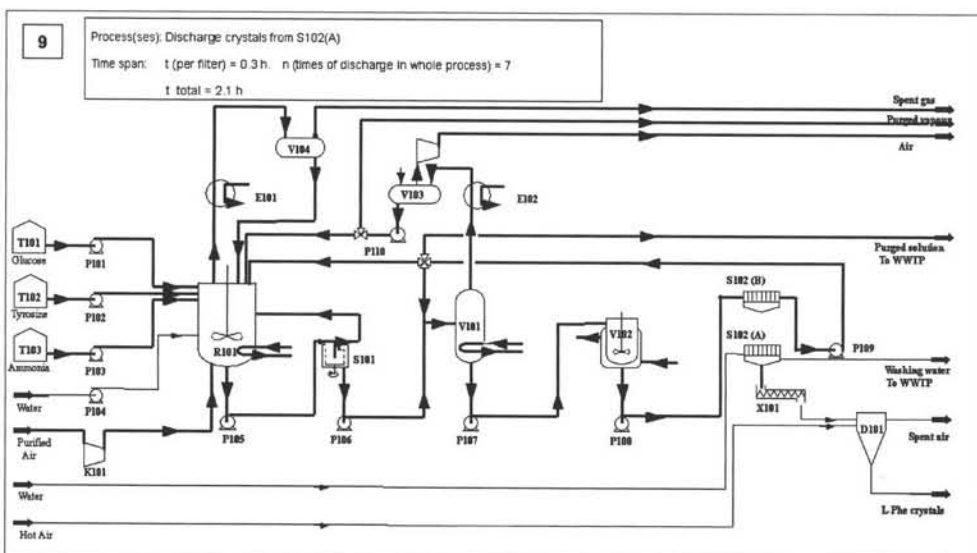 9
Process(ses): Discharge crystals from S102(A)
Time span: t (per filter) = 0.3 h. n (times of discharge in whole process) = 7
t total = 2.1 h
Spent gas
Purged vapour
Air
V104
E101
V103
E102
T101
Glucose
P101
P110
Purged solution
To WWTP
T102
Tyrosine
P102
S102 (B)
V101
V102
R101
S102 (A)
P109
T103
Ammonia
P103
S101
Washing water
To WWTP
Water
P104
X101
P105
P106
P107
P100
D101
Spent air
Purified
Air
K101
Water
L-Phe crystals
Hot Air